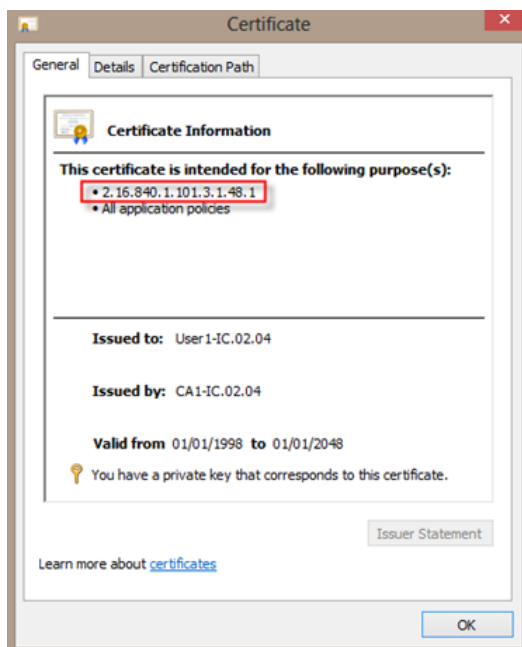 Certificate
General Details Certification Path
Certificate Information
This certificate is intended for the following purpose(s):
• 2.16.840.1.101.3.1.48.1
• All application policies
Issued to: User1-IC.02.04
Issued by: CA1-IC.02.04
Valid from 01/01/1998 to 01/01/2048
You have a private key that corresponds to this certificate.
Issuer Statement
Learn more about certificates
OK